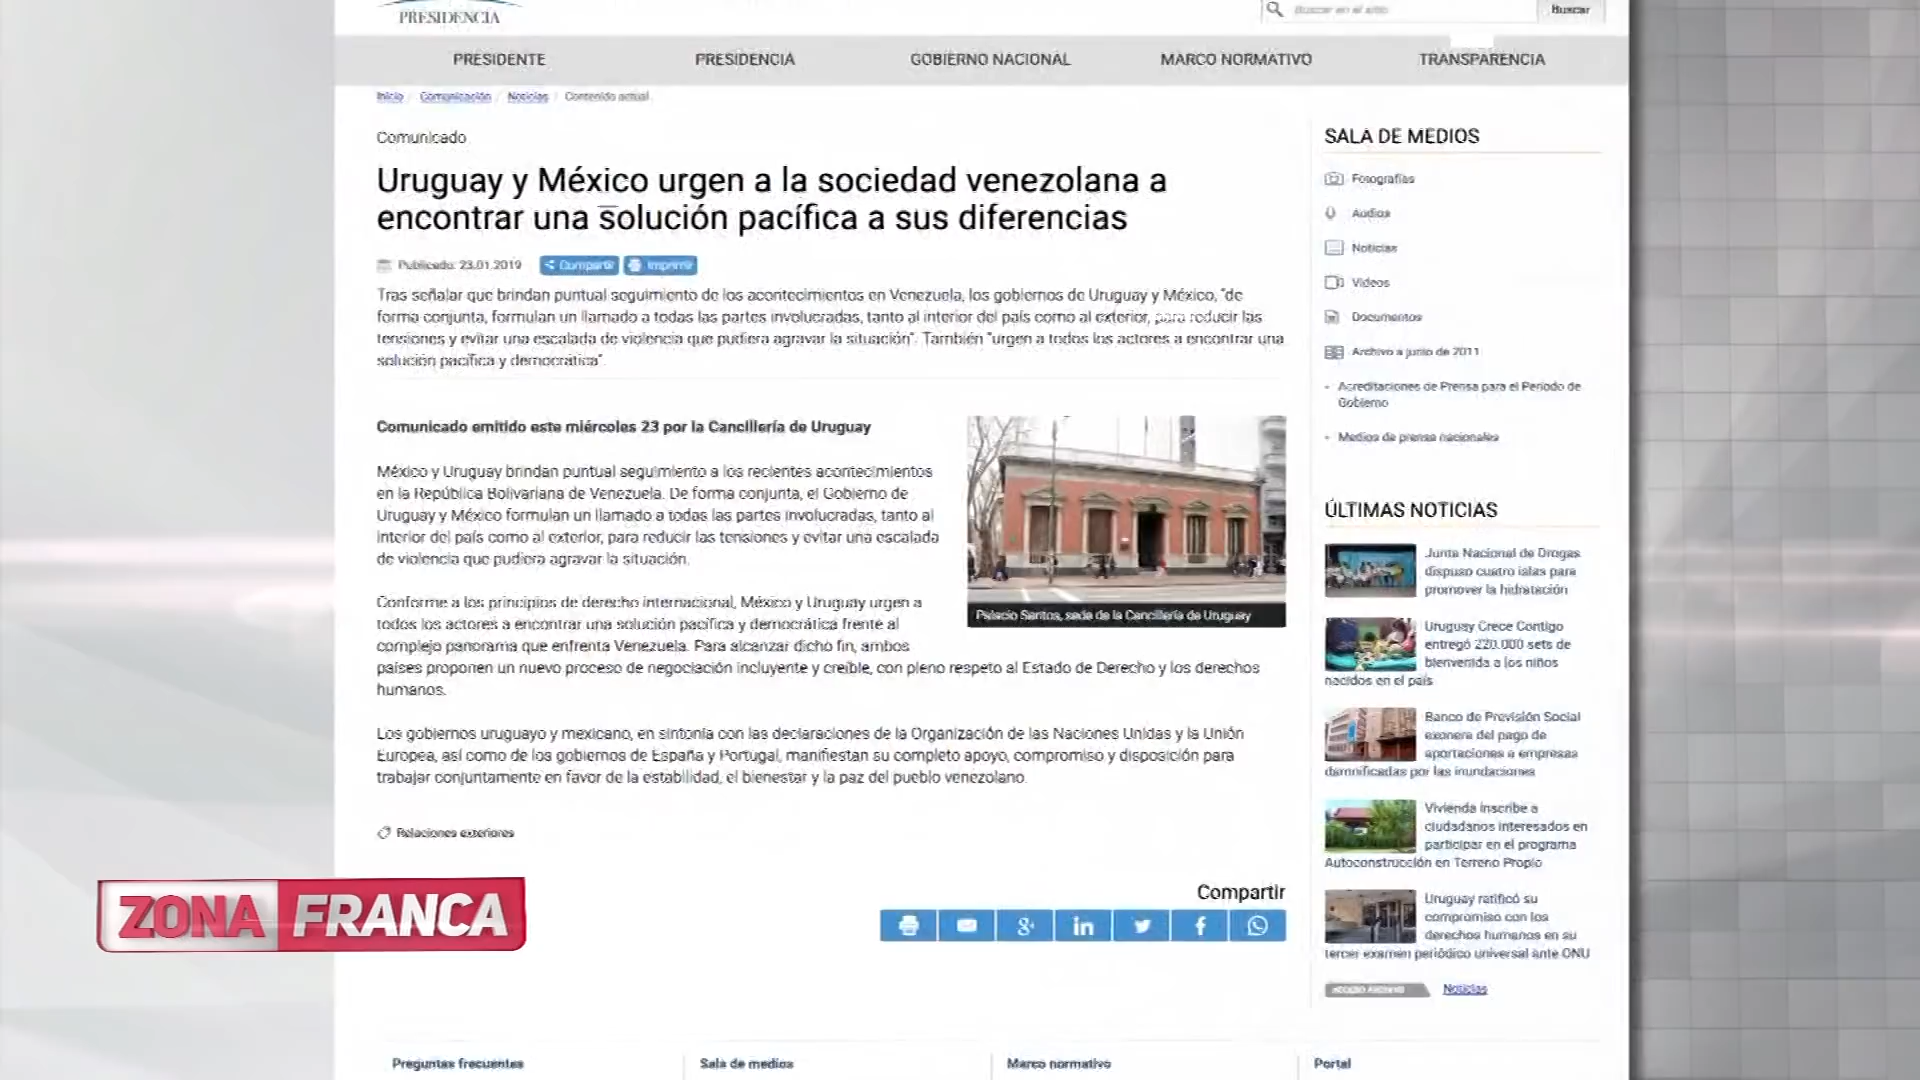 PRESIDENCIA
Buscar en el sitio
Buscar
PRESIDENTE
PRESIDENCIA
GOBIERNO NACIONAL
MARCO NORMATIVO
TRANSPARENCIA
Inicio / Comunicación / Noticias / Contenido actual
Comunicado
Uruguay y México urgen a la sociedad venezolana a
encontrar una solución pacífica a sus diferencias
Publicado: 23.01.2019
Compartir
Imprimir
Tras señalar que brindan puntual seguimiento de los acontecimientos en Venezuela, los gobiernos de Uruguay y México, "de
forma conjunta, formulan un llamado a todas las partes involucradas, tanto al interior del país como al exterior, para reducir las
tensiones y evitar una escalada de violencia que pudiera agravar la situación". También "urgen a todos los actores a encontrar una
solución pacífica y democrática".
Comunicado emitido este miércoles 23 por la Cancillería de Uruguay
México y Uruguay brindan puntual seguimiento a los recientes acontecimientos
en la República Bolivariana de Venezuela. De forma conjunta, el Gobierno de
Uruguay y México formulan un llamado a todas las partes involucradas, tanto al
interior del país como al exterior, para reducir las tensiones y evitar una escalada
de violencia que pudiera agravar la situación.
Conforme a los principios de derecho internacional, México y Uruguay urgen a
todos los actores a encontrar una solución pacífica y democrática frente al
complejo panorama que enfrenta Venezuela. Para alcanzar dicho fin, ambos
países proponen un nuevo proceso de negociación incluyente y creíble, con pleno respeto al Estado de Derecho y los derechos
humanos.
Los gobiernos uruguayo y mexicano, en sintonía con las declaraciones de la Organización de las Naciones Unidas y la Unión
Europea, así como de los gobiernos de España y Portugal, manifiestan su completo apoyo, compromiso y disposición para
trabajar conjuntamente en favor de la estabilidad, el bienestar y la paz del pueblo venezolano.
Palacio Santos, sede de la Cancillería de Uruguay
Relaciones exteriores
Compartir
SALA DE MEDIOS
Fotografías
Audios
Noticias
Videos
Documentos
Archivo a junio de 2011
- Acreditaciones de Prensa para el Período de
Gobierno
- Medios de prensa nacionales
ÚLTIMAS NOTICIAS
Junta Nacional de Drogas
dispuso cuatro islas para
promover la hidratación
Uruguay Crece Contigo
entregó 220.000 sets de
bienvenida a los niños
nacidos en el país
Banco de Previsión Social
exonera del pago de
aportaciones a empresas
damnificadas por las inundaciones
Vivienda inscribe a
ciudadanos interesados en
participar en el programa
Autoconstrucción en Terreno Propio
Uruguay ratificó su
compromiso con los
derechos humanos en su
tercer examen periódico universal ante ONU
Noticias
ZONA FRANCA
Preguntas frecuentes
Sala de medios
Marco normativo
Portal